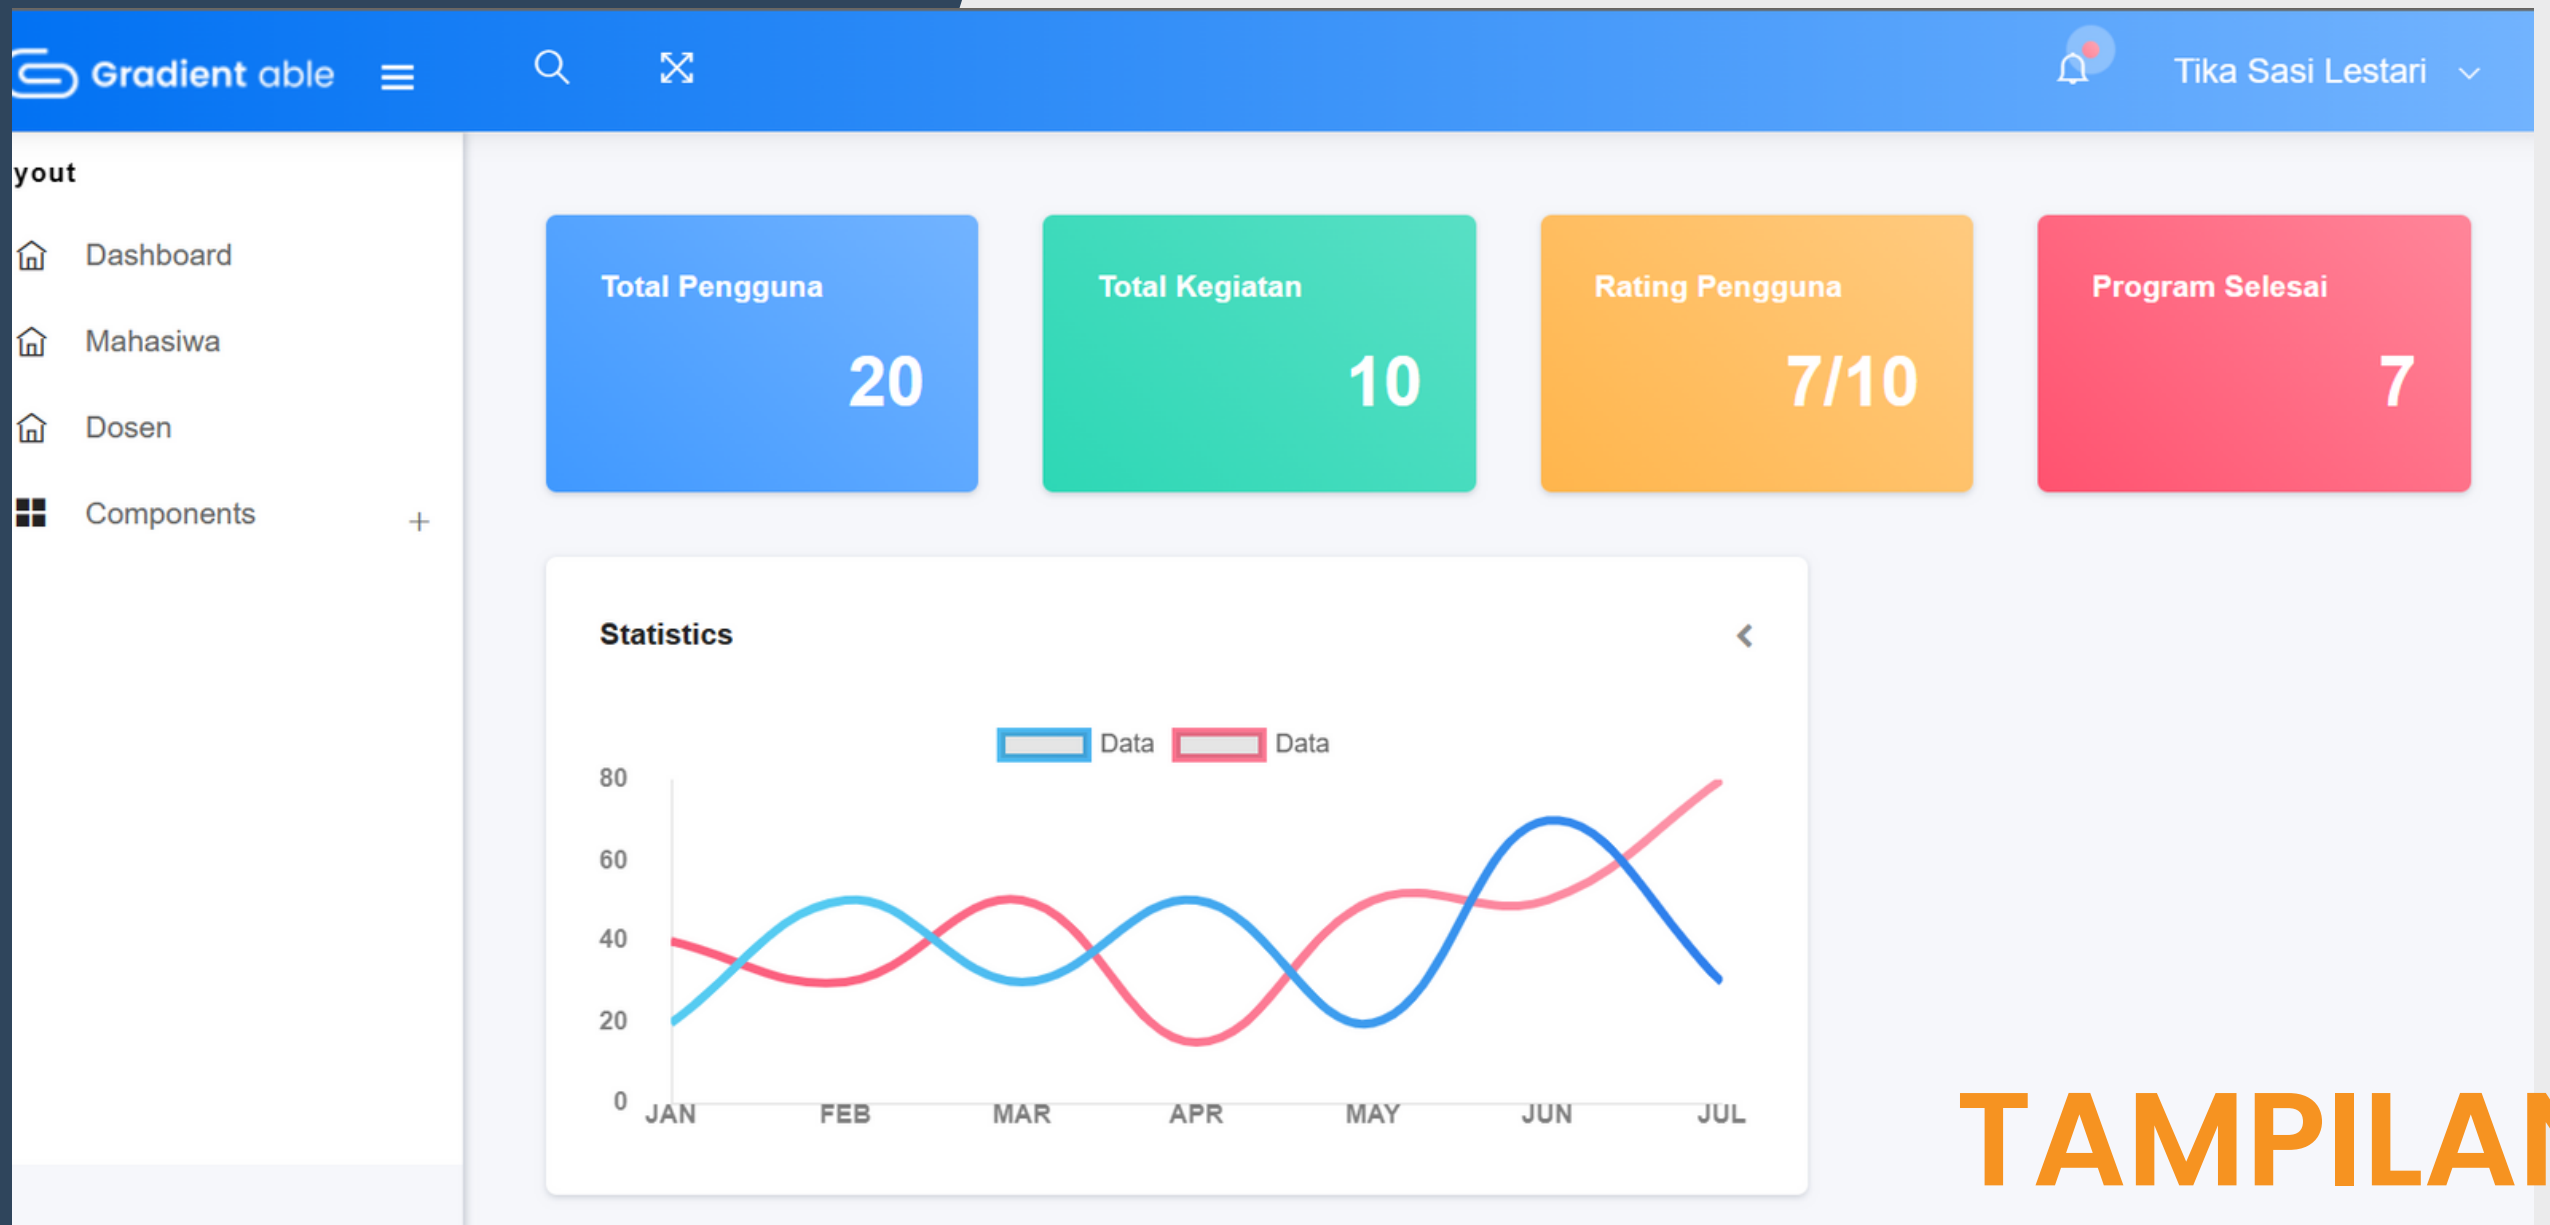 Gradient able
Tika Sasi Lestari
yout
Dashboard
Mahasiwa
Dosen
Components
Total Pengguna
20
Total Kegiatan
10
Rating Pengguna
7/10
Program Selesai
7
Statistics
Data Data
80
60
40
20
0
JAN FEB MAR APR MAY JUN JUL
TAMPILAN